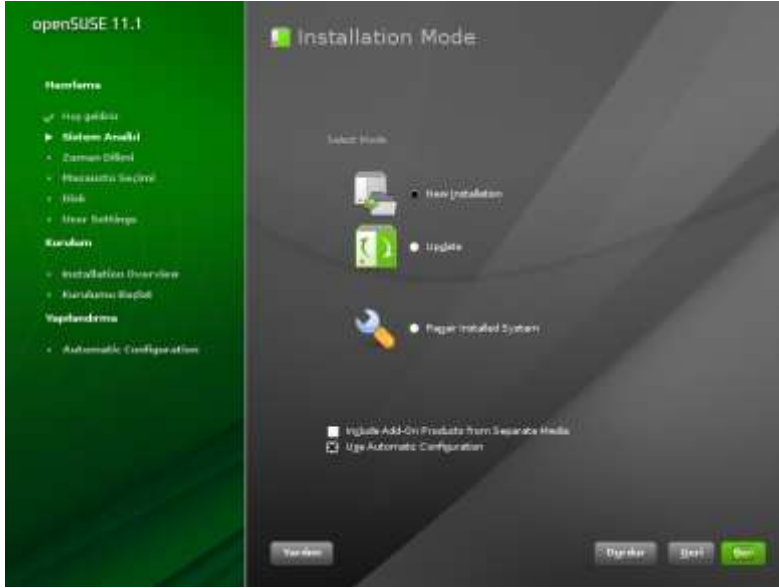 openSUSE 11.1
Installation Mode
Hazırlama
Hoş geldiniz
Sistem Analizi
Zaman Dilimi
Masaüstü Seçimi
Disk
User Settings
Kurulum
Installation Overview
Kurulumu Başlat
Yapılandırma
Automatic Configuration
Select Mode
New Installation
Update
Repair Installed System
Include Add-On Products from Separate Media
Use Automatic Configuration
Yardım
Durdur
Geri